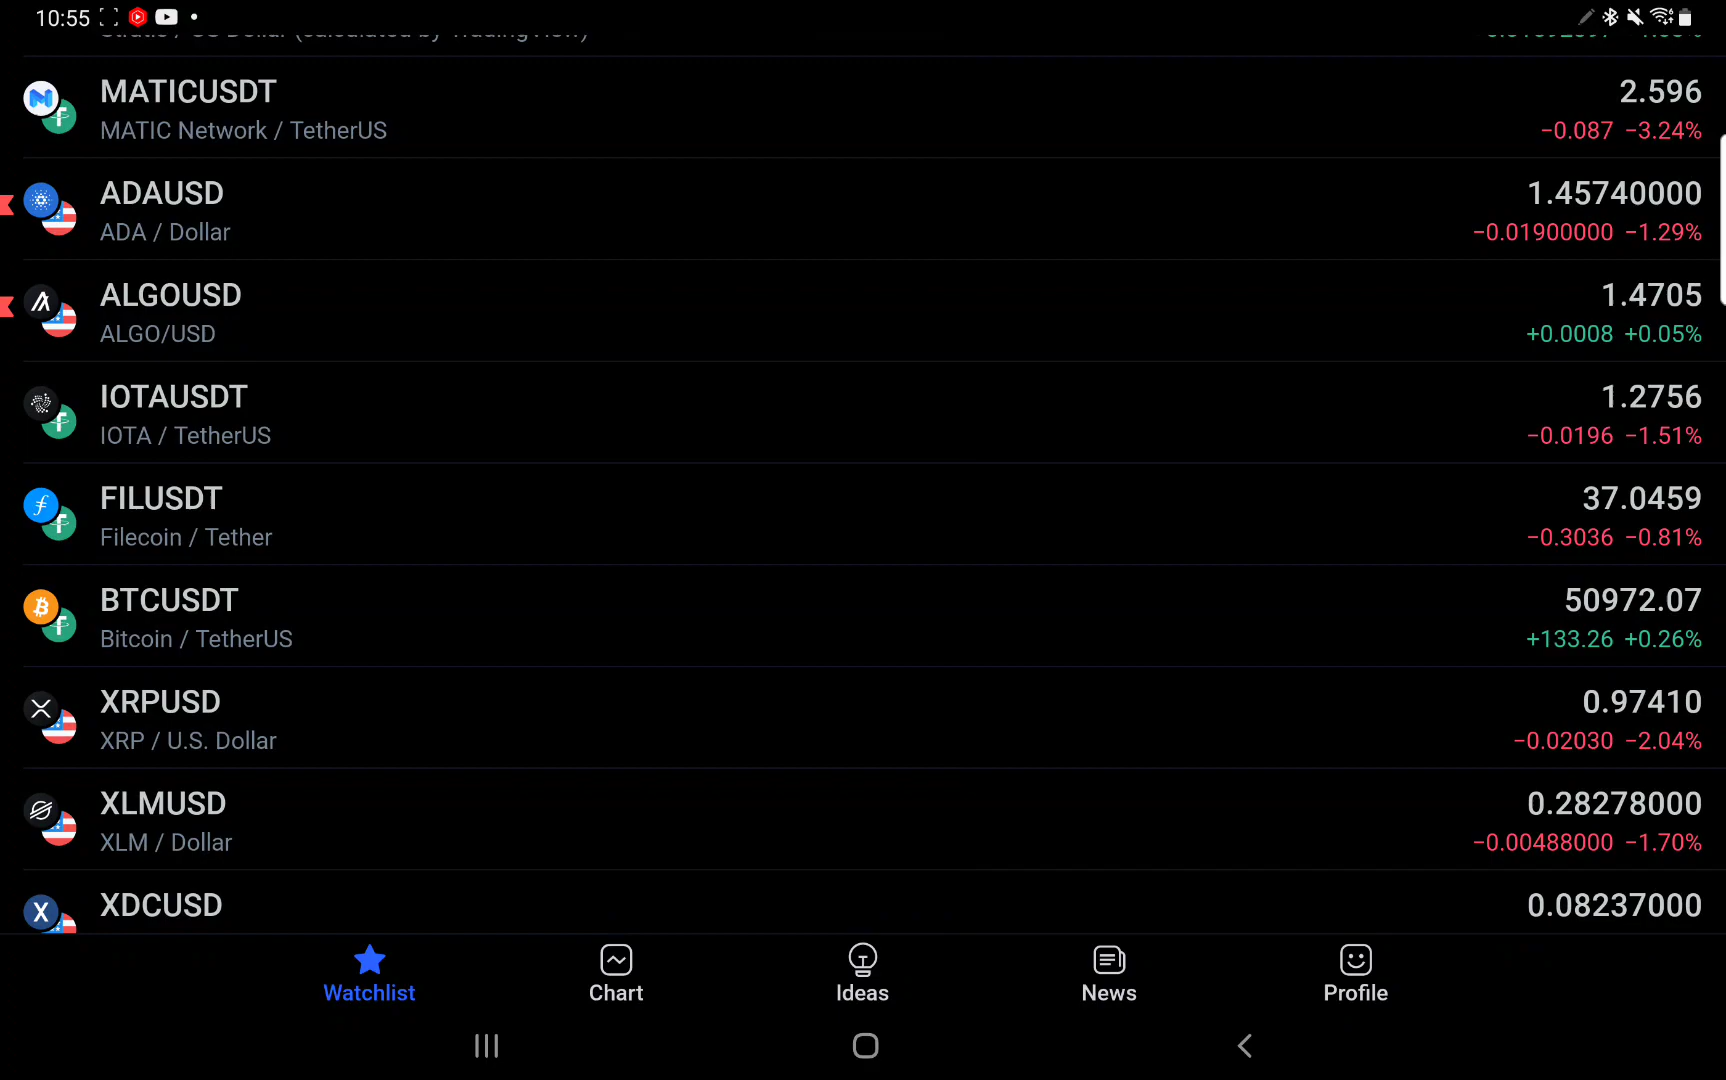 10:55
MATICUSDT
2.596
MATIC Network / TetherUS
−0.087 −3.24%
ADAUSD
1.45740000
ADA / Dollar
−0.01900000 −1.29%
ALGOUSD
1.4705
ALGO/USD
+0.0008 +0.05%
IOTAUSDT
1.2756
IOTA / TetherUS
−0.0196 −1.51%
FILUSDT
37.0459
Filecoin / Tether
−0.3036 −0.81%
BTCUSDT
50972.07
Bitcoin / TetherUS
+133.26 +0.26%
XRPUSD
0.97410
XRP / U.S. Dollar
−0.02030 −2.04%
XLMUSD
0.28278000
XLM / Dollar
−0.00488000 −1.70%
XDCUSD
0.08237000
Watchlist
Chart
Ideas
News
Profile